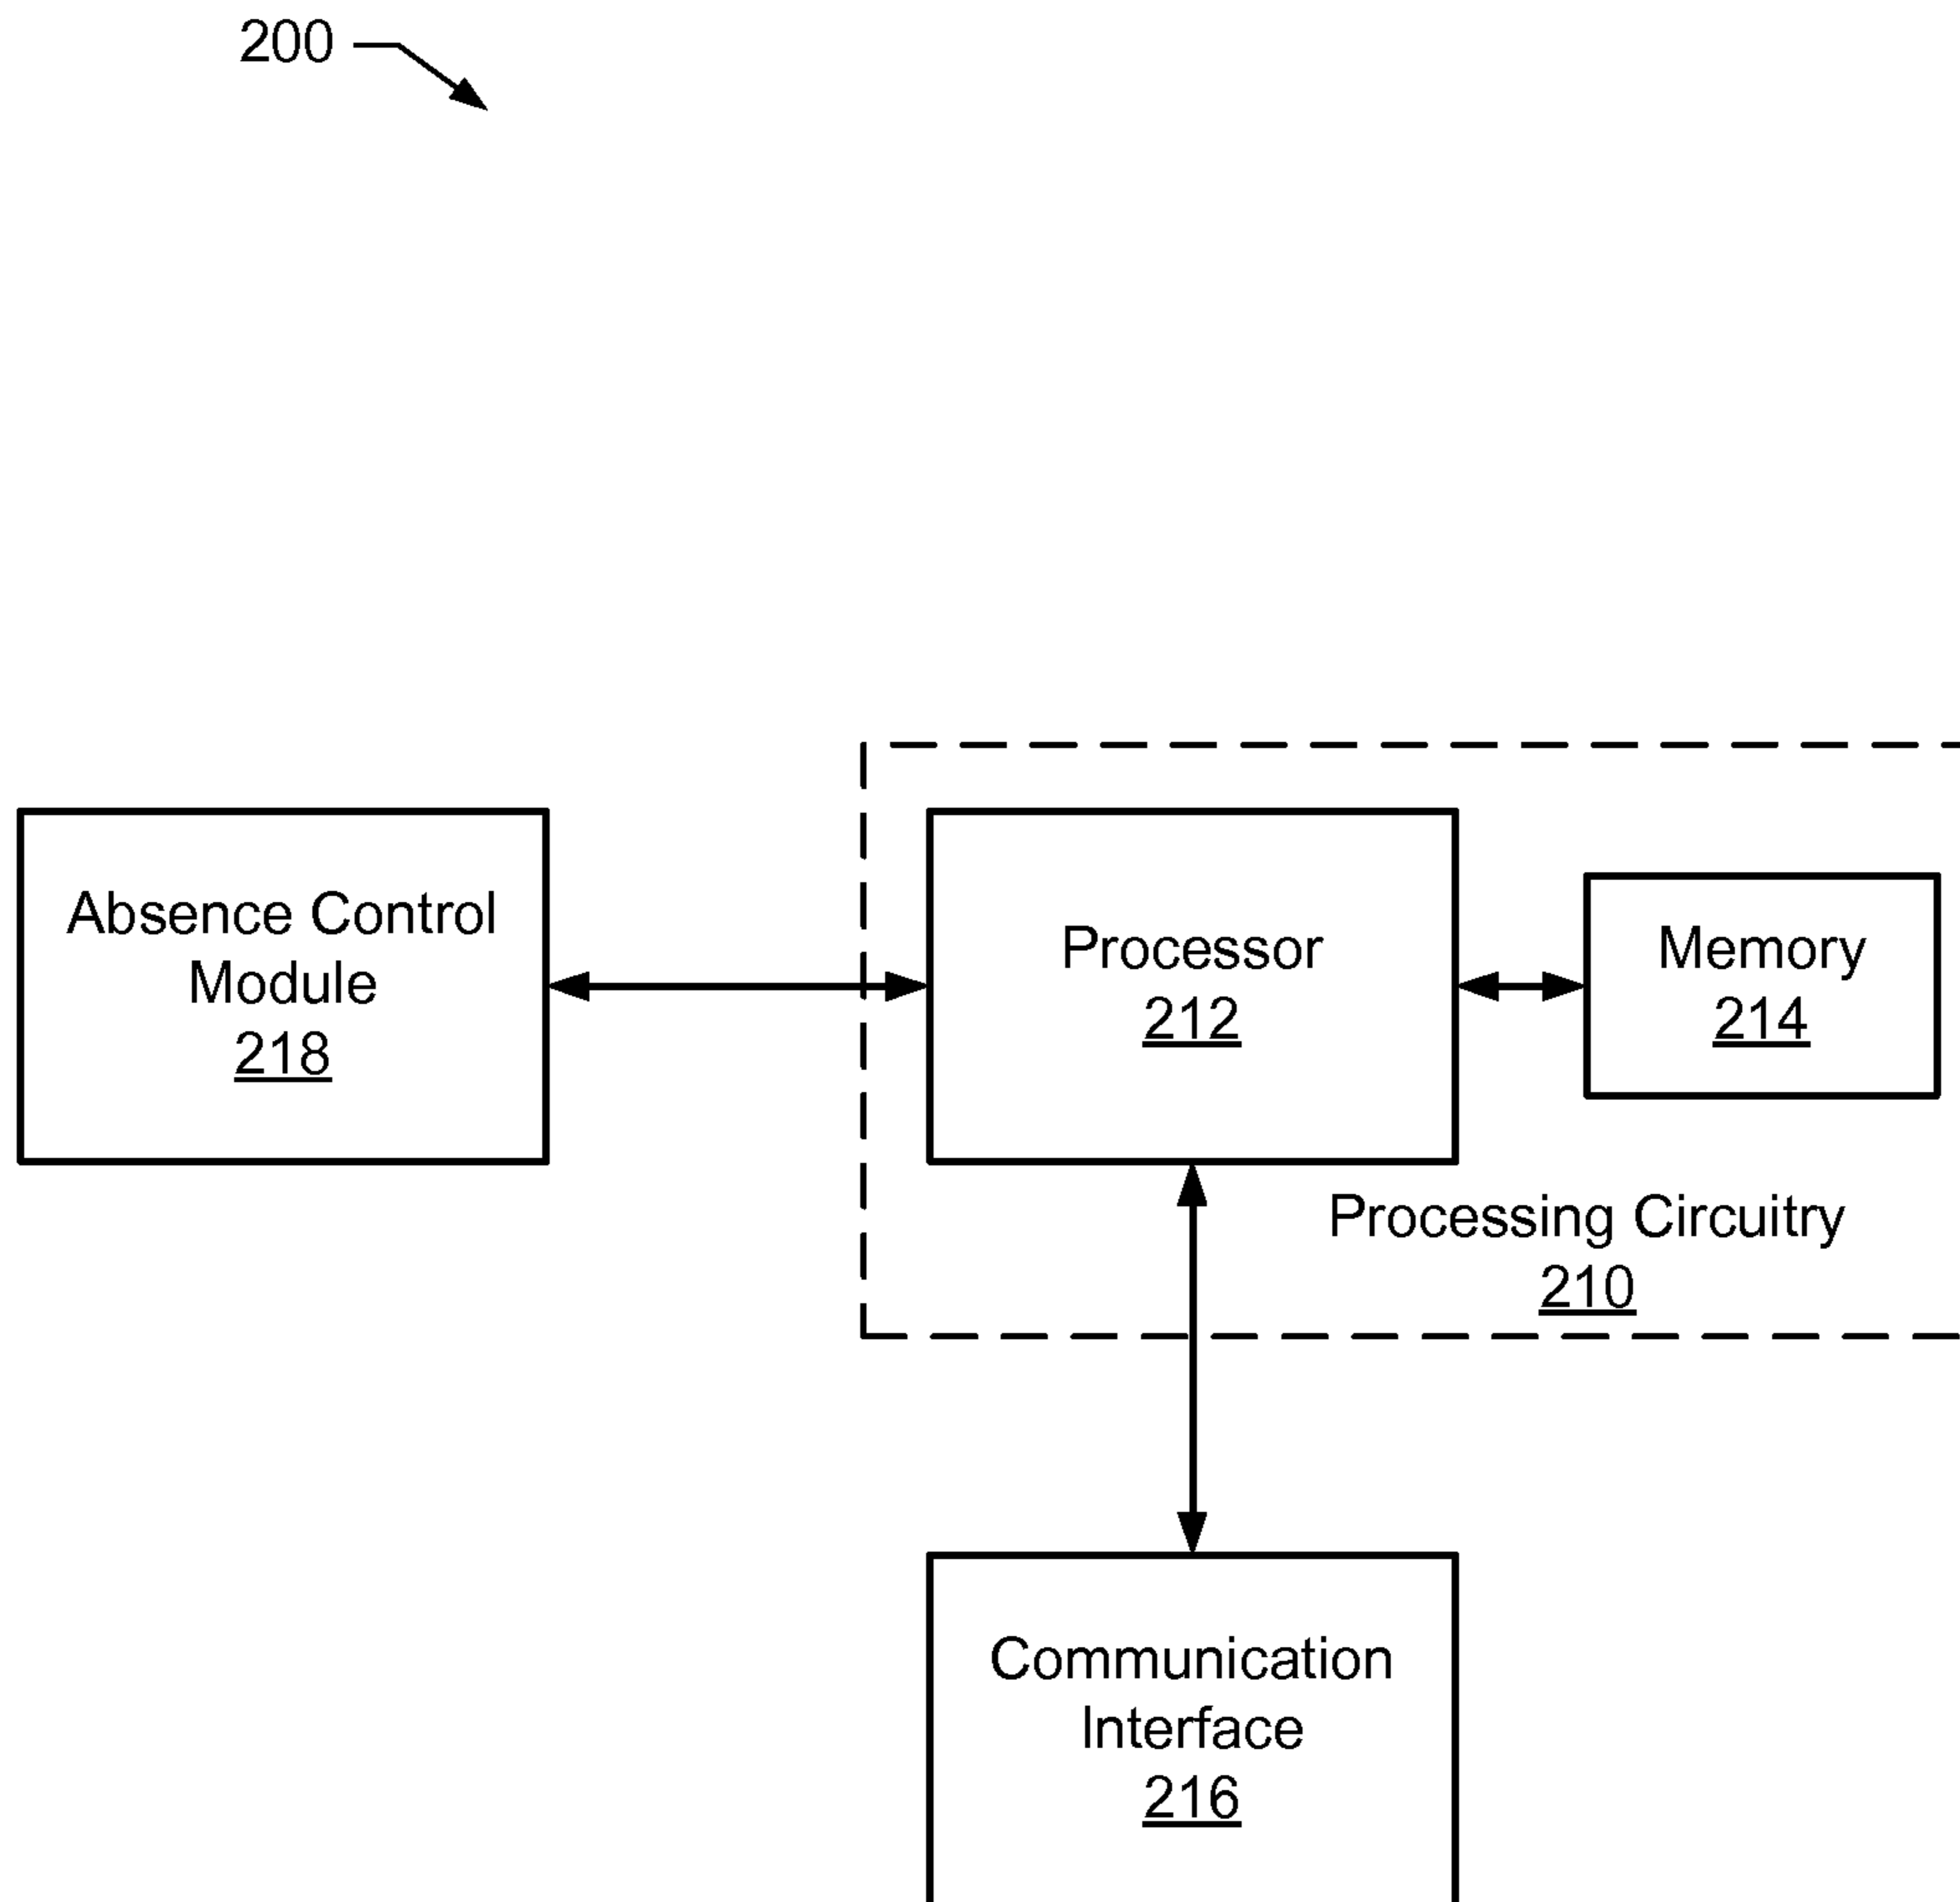 200
Absence Control
Module
218
Processor
212
Memory
214
Processing Circuitry
210
Communication
Interface
216